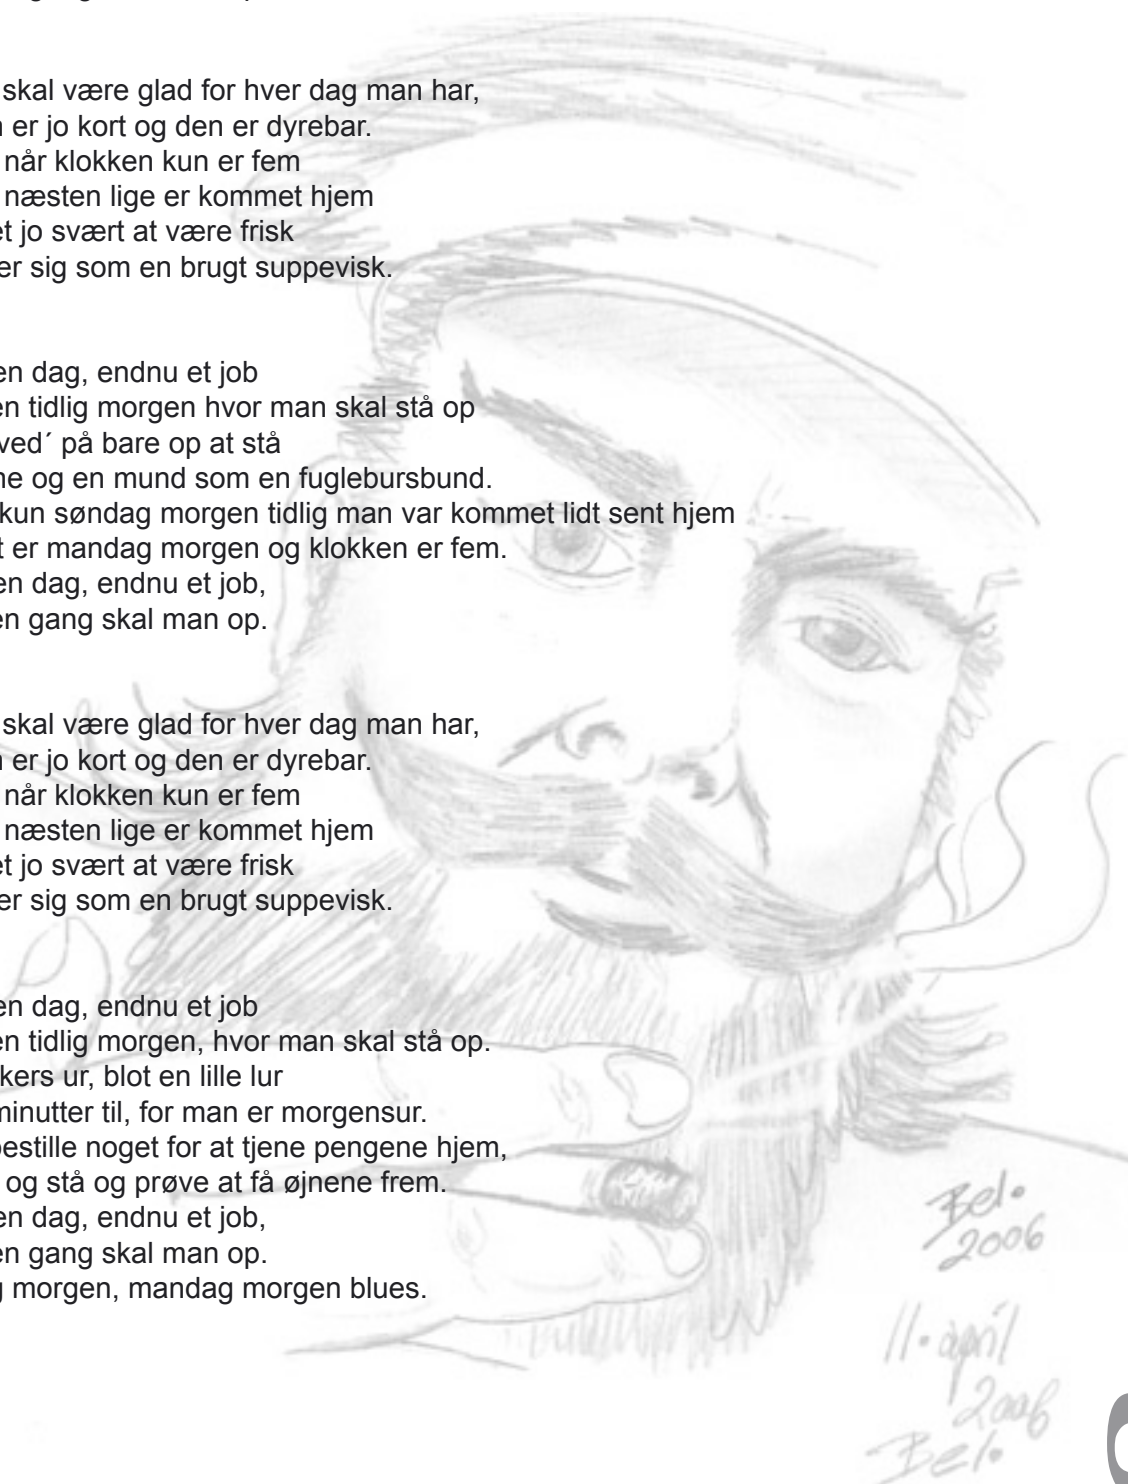 skal være glad for hver dag man har,
er jo kort og den er dyrebar.
når klokken kun er fem
næsten lige er kommet hjem
jo svært at være frisk
er sig som en brugt suppevisk.
en dag, endnu et job
en tidlig morgen hvor man skal stå op
ved´ på bare op at stå
ne og en mund som en fuglebursbund.
kun søndag morgen tidlig man var kommet lidt sent hjem
t er mandag morgen og klokken er fem.
en dag, endnu et job,
en gang skal man op.
skal være glad for hver dag man har,
er jo kort og den er dyrebar.
når klokken kun er fem
næsten lige er kommet hjem
et jo svært at være frisk
er sig som en brugt suppevisk.
en dag, endnu et job
en tidlig morgen, hvor man skal stå op.
kers ur, blot en lille lur
minutter til, for man er morgensur.
bestille noget for at tjene pengene hjem,
og stå og prøve at få øjnene frem.
en dag, endnu et job,
en gang skal man op.
g morgen, mandag morgen blues.
Bel.
2006
11. april
2006
Bel.